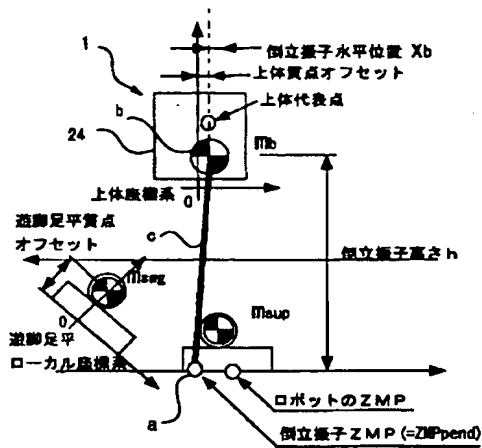 倒立振子水平位置 Xb
上体質点オフセット
上体代表点
1
b
24
mb
上体座標系
0
遊脚足平質点
オフセット
c
倒立振子高さh
mswg
msup
0
遊脚足平
ローカル座標系
a
ロボットのZMP
倒立振子ZMP(=ZMPpend)